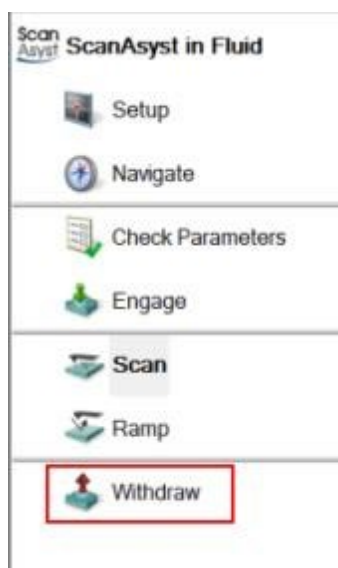 Scan
Asyst
ScanAsyst in Fluid
Setup
Navigate
Check Parameters
Engage
Scan
Ramp
Withdraw